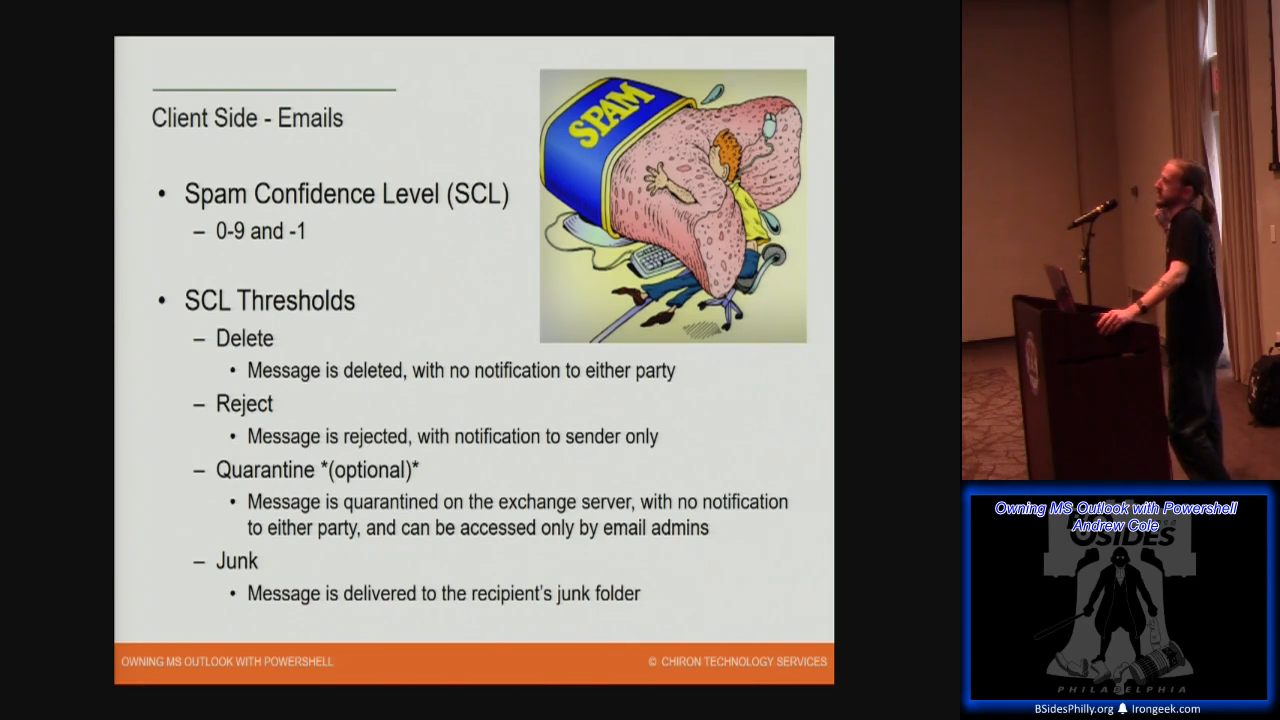 Client Side - Emails
SPAM
• Spam Confidence Level (SCL)
– 0-9 and -1
• SCL Thresholds
– Delete
• Message is deleted, with no notification to either party
– Reject
• Message is rejected, with notification to sender only
– Quarantine *(optional)*
• Message is quarantined on the exchange server, with no notification
to either party, and can be accessed only by email admins
– Junk
• Message is delivered to the recipient's junk folder
OWNING MS OUTLOOK WITH POWERSHELL
© CHIRON TECHNOLOGY SERVICES
Owning MS Outlook with Powershell
Andrew Cole
BSIDES
PHILADELPHIA
BSidesPhilly.org
Irongeek.com